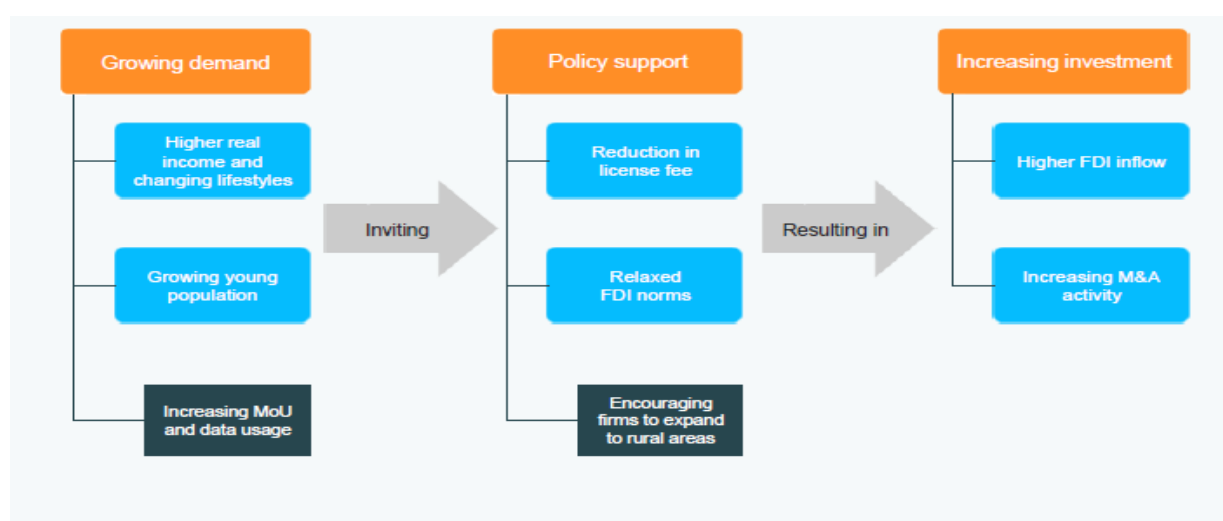 Growing demand
Higher real
income and
changing lifestyles
Growing young
population
Increasing MoU
and data usage
Inviting
Policy support
Reduction in
license fee
Relaxed
FDI norms
Encouraging
firms to expand
to rural areas
Resulting in
Increasing investment
Higher FDI inflow
Increasing M&A
activity